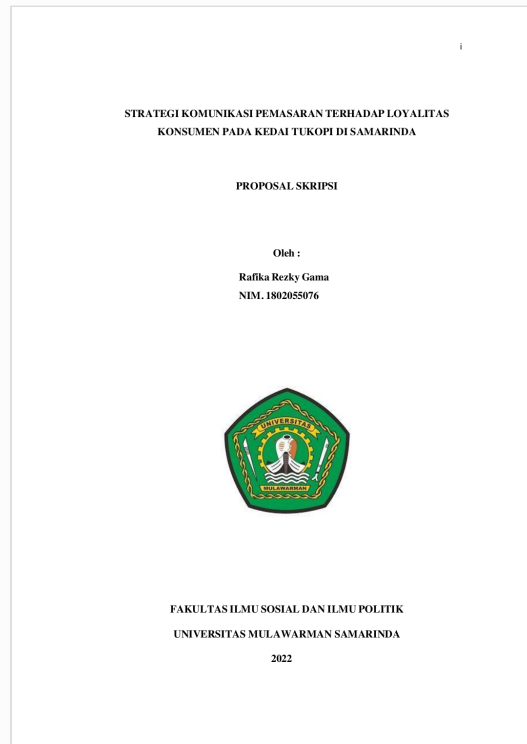 i
STRATEGI KOMUNIKASI PEMASARAN TERHADAP LOYALITAS
KONSUMEN PADA KEDAI TUKOPI DI SAMARINDA
PROPOSAL SKRIPSI
Oleh :
Rafika Rezky Gama
NIM. 1802055076
UNIVERSITAS
MULAWARMAN
FAKULTAS ILMU SOSIAL DAN ILMU POLITIK
UNIVERSITAS MULAWARMAN SAMARINDA
2022